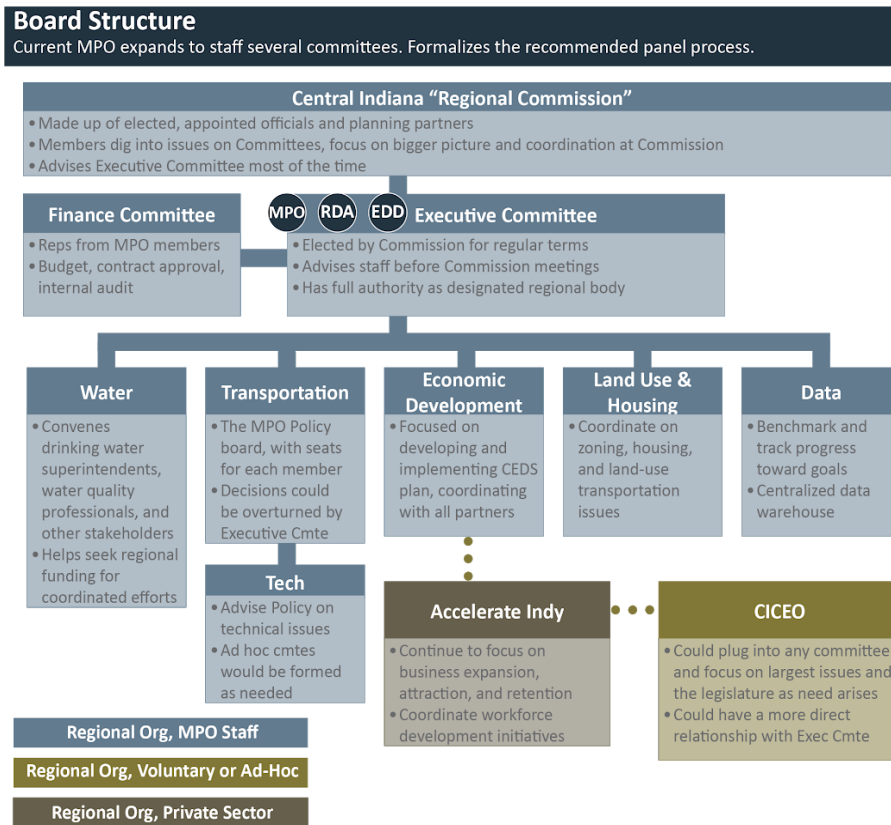 Board Structure
Current MPO expands to staff several committees. Formalizes the recommended panel process.
Central Indiana “Regional Commission”
• Made up of elected, appointed officials and planning partners
• Members dig into issues on Committees, focus on bigger picture and coordination at Commission
• Advises Executive Committee most of the time
Finance Committee
• Reps from MPO members
• Budget, contract approval,
internal audit
MPO
RDA
EDD
Executive Committee
• Elected by Commission for regular terms
• Advises staff before Commission meetings
• Has full authority as designated regional body
Water
• Convenes
drinking water
superintendents,
water quality
professionals, and
other stakeholders
• Helps seek regional
funding for
coordinated efforts
Transportation
• The MPO Policy
board, with seats
for each member
• Decisions could
be overturned by
Executive Cmte
Tech
• Advise Policy on
technical issues
• Ad hoc cmtes
would be formed
as needed
Economic
Development
• Focused on
developing and
implementing CEDS
plan, coordinating
with all partners
Land Use &
Housing
• Coordinate on
zoning, housing,
and land-use
transportation
issues
Data
• Benchmark and
track progress
toward goals
• Centralized data
warehouse
Accelerate Indy
• Continue to focus on
business expansion,
attraction, and retention
• Coordinate workforce
development initiatives
CICEO
• Could plug into any committee
and focus on largest issues and
the legislature as need arises
• Could have a more direct
relationship with Exec Cmte
Regional Org, MPO Staff
Regional Org, Voluntary or Ad-Hoc
Regional Org, Private Sector